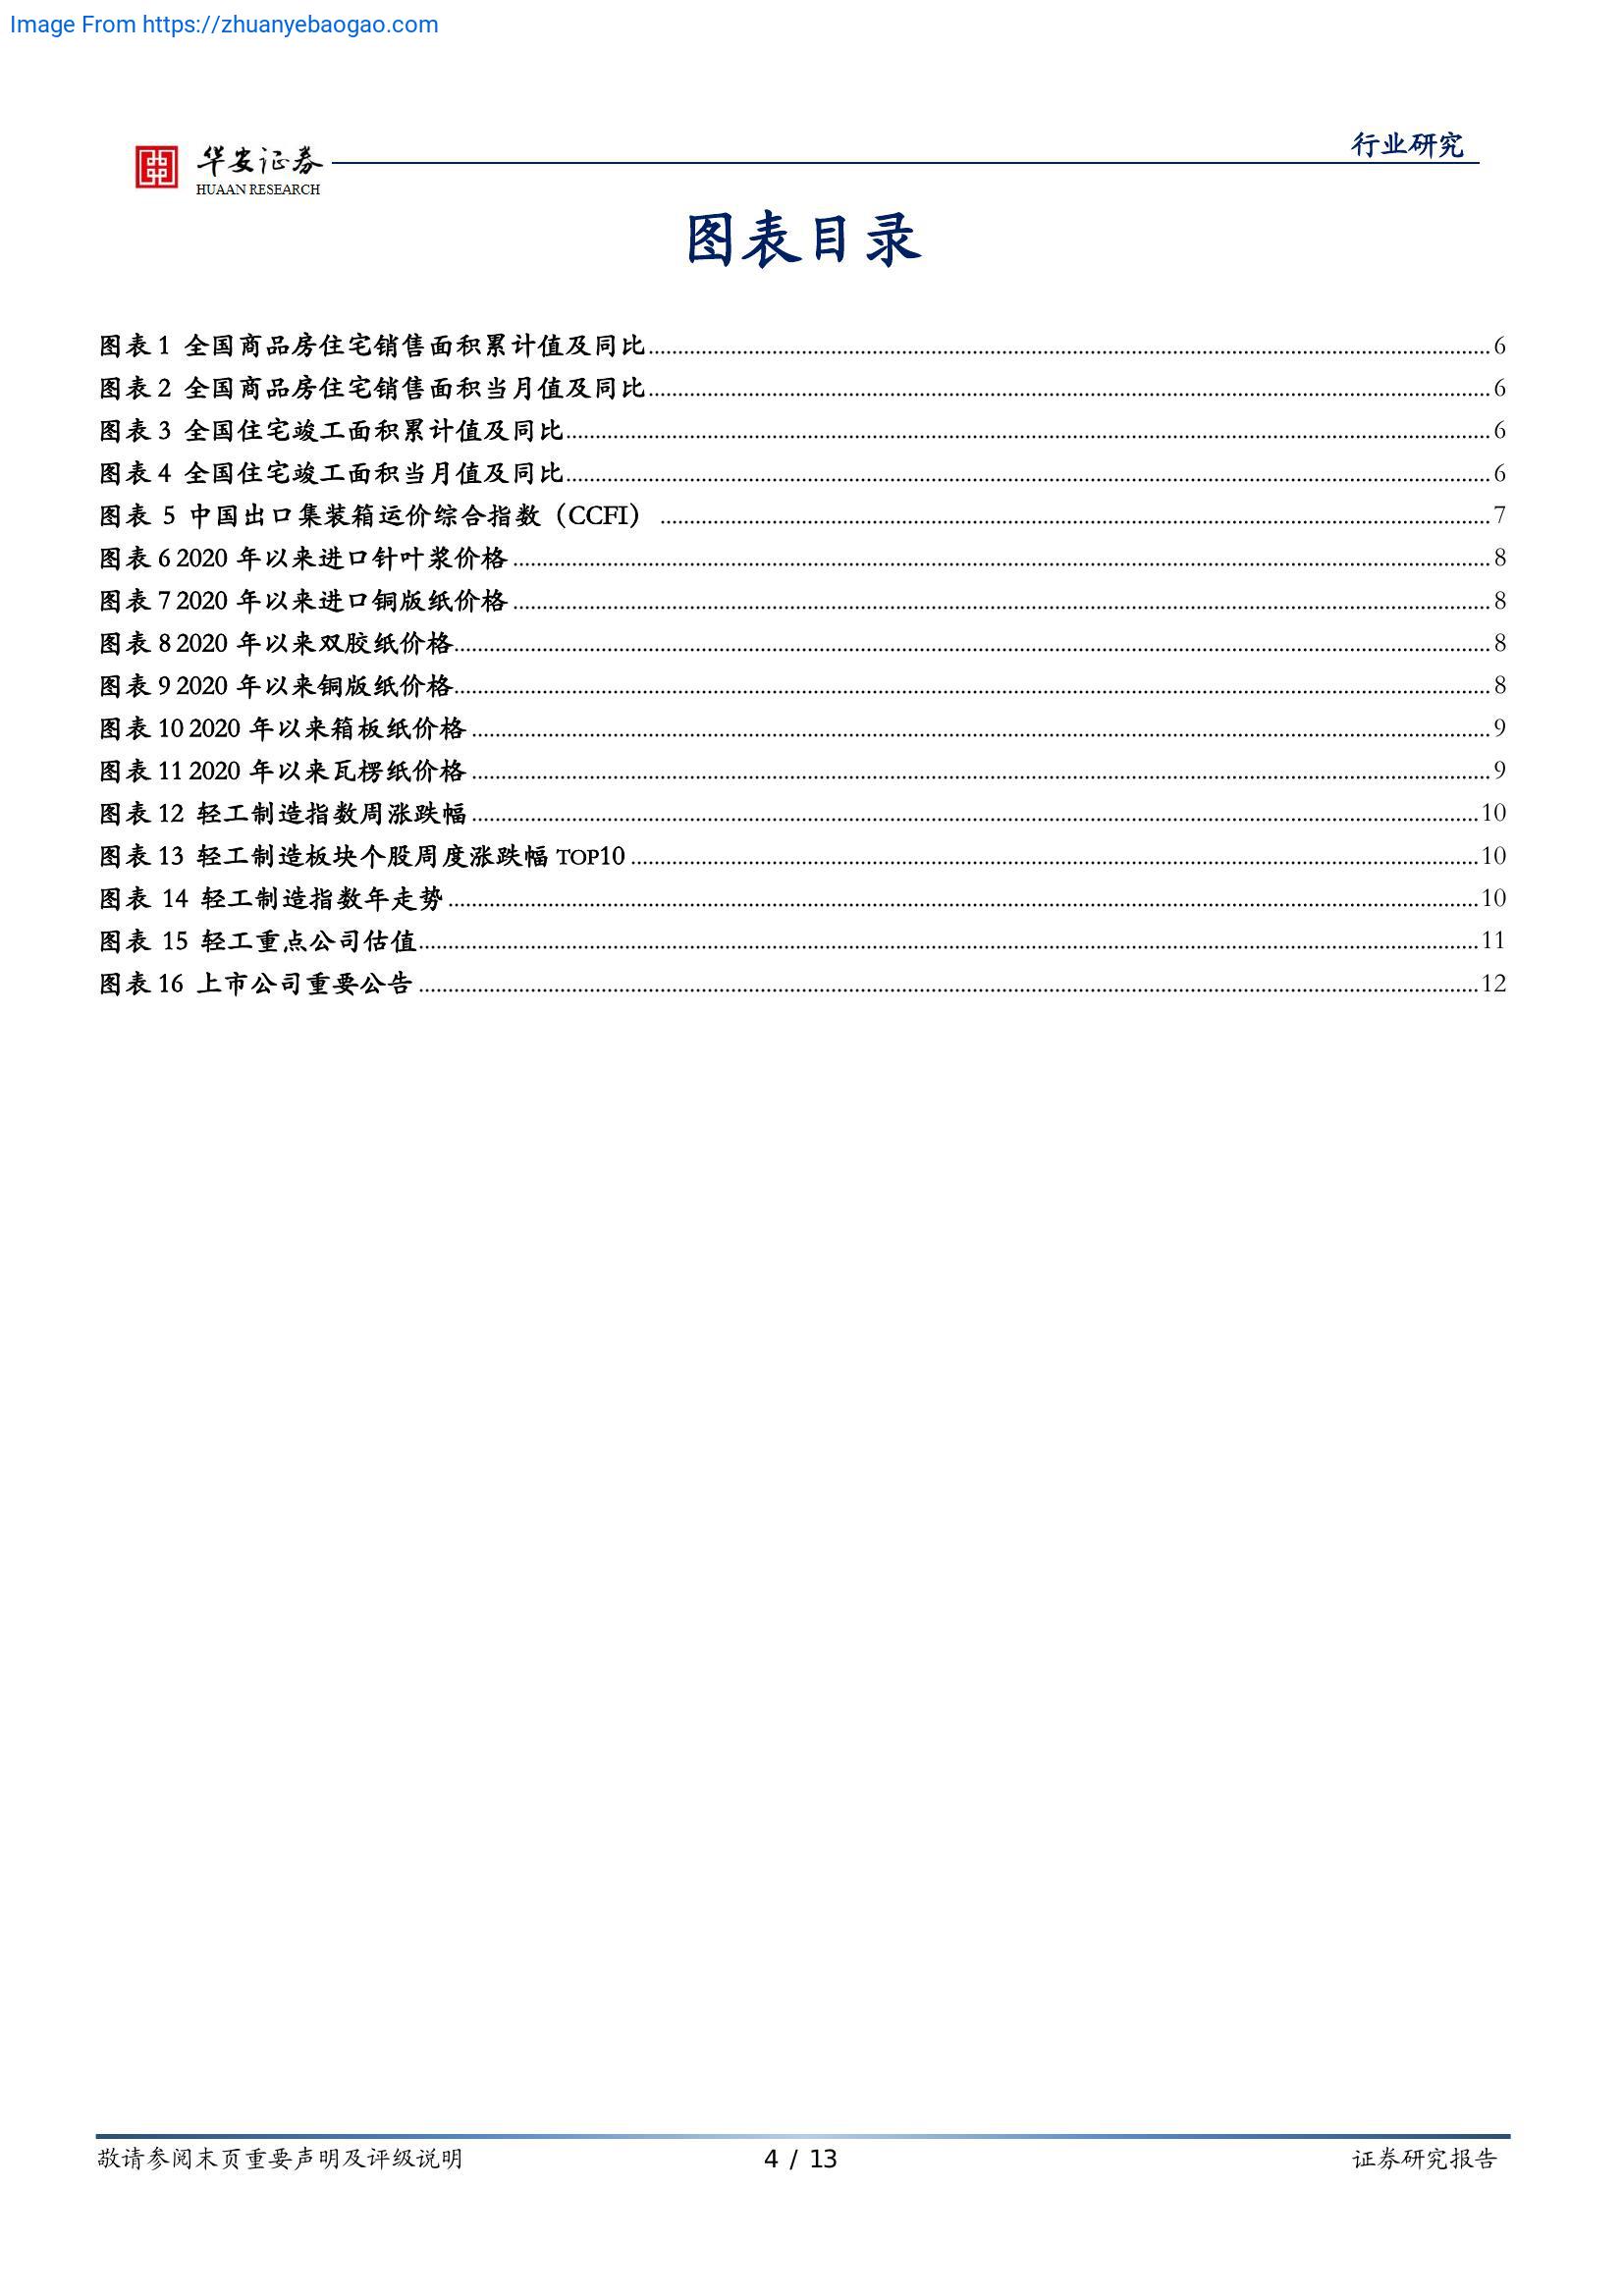 Image From https://zhuanyebaogao.com
行业研究
华安证券
HUAAN RESEARCH
图表目录
图表 1 全国商品房住宅销售面积累计值及同比 6
图表 2 全国商品房住宅销售面积当月值及同比 6
图表 3 全国住宅竣工面积累计值及同比 6
图表 4 全国住宅竣工面积当月值及同比 6
图表 5 中国出口集装箱运价综合指数（CCFI） 7
图表 6 2020 年以来进口针叶浆价格 8
图表 7 2020 年以来进口铜版纸价格 8
图表 8 2020 年以来双胶纸价格 8
图表 9 2020 年以来铜版纸价格 8
图表 10 2020 年以来箱板纸价格 9
图表 11 2020 年以来瓦楞纸价格 9
图表 12 轻工制造指数周涨跌幅 10
图表 13 轻工制造板块个股周度涨跌幅 TOP10 10
图表 14 轻工制造指数年走势 10
图表 15 轻工重点公司估值 11
图表 16 上市公司重要公告 12
敬请参阅末页重要声明及评级说明 4 / 13 证券研究报告